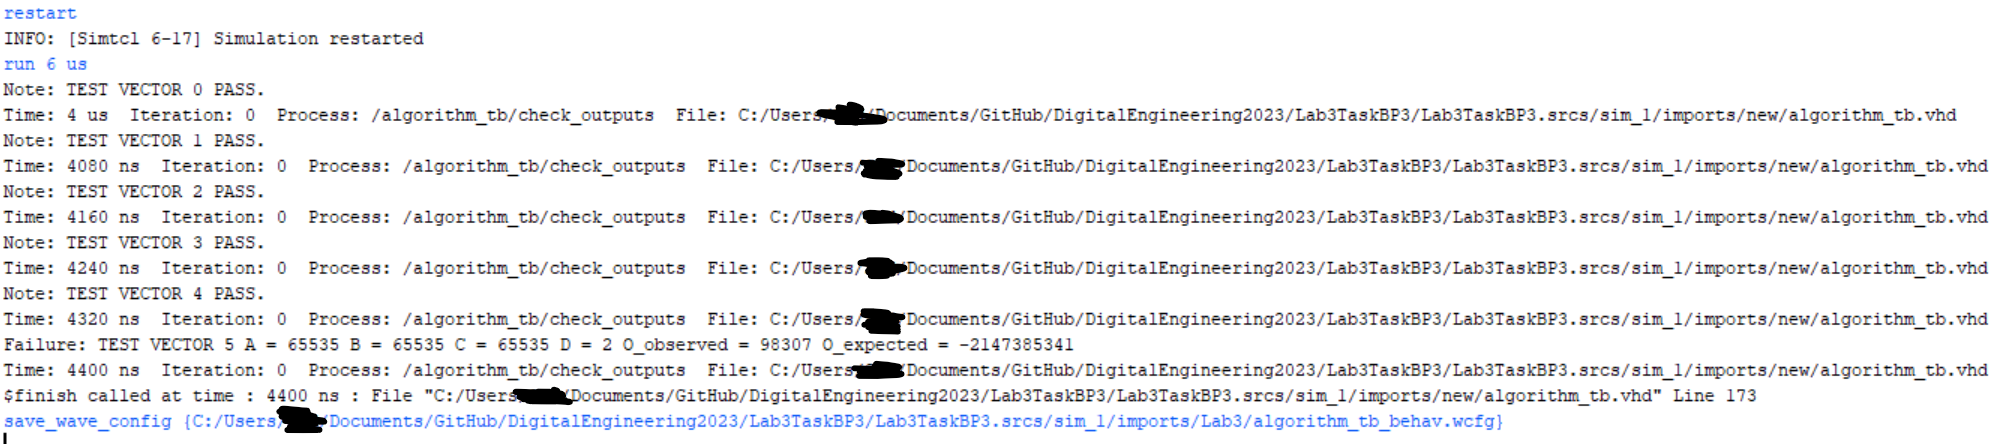 restart
INFO: [Simtcl 6-17] Simulation restarted
run 6 us
Note: TEST VECTOR 0 PASS.
Time: 4 us  Iteration: 0  Process: /algorithm_tb/check_outputs  File: C:/Users/ Documents/GitHub/DigitalEngineering2023/Lab3TaskBP3/Lab3TaskBP3.srcs/sim_1/imports/new/algorithm_tb.vhd
Note: TEST VECTOR 1 PASS.
Time: 4080 ns  Iteration: 0  Process: /algorithm_tb/check_outputs  File: C:/Users/ Documents/GitHub/DigitalEngineering2023/Lab3TaskBP3/Lab3TaskBP3.srcs/sim_1/imports/new/algorithm_tb.vhd
Note: TEST VECTOR 2 PASS.
Time: 4160 ns  Iteration: 0  Process: /algorithm_tb/check_outputs  File: C:/Users/ Documents/GitHub/DigitalEngineering2023/Lab3TaskBP3/Lab3TaskBP3.srcs/sim_1/imports/new/algorithm_tb.vhd
Note: TEST VECTOR 3 PASS.
Time: 4240 ns  Iteration: 0  Process: /algorithm_tb/check_outputs  File: C:/Users/ Documents/GitHub/DigitalEngineering2023/Lab3TaskBP3/Lab3TaskBP3.srcs/sim_1/imports/new/algorithm_tb.vhd
Note: TEST VECTOR 4 PASS.
Time: 4320 ns  Iteration: 0  Process: /algorithm_tb/check_outputs  File: C:/Users/ Documents/GitHub/DigitalEngineering2023/Lab3TaskBP3/Lab3TaskBP3.srcs/sim_1/imports/new/algorithm_tb.vhd
Failure: TEST VECTOR 5 A = 65535 B = 65535 C = 65535 D = 2 O_observed = 98307 O_expected = -2147385341
Time: 4400 ns  Iteration: 0  Process: /algorithm_tb/check_outputs  File: C:/Users Documents/GitHub/DigitalEngineering2023/Lab3TaskBP3/Lab3TaskBP3.srcs/sim_1/imports/new/algorithm_tb.vhd
$finish called at time : 4400 ns : File "C:/Users /Documents/GitHub/DigitalEngineering2023/Lab3TaskBP3/Lab3TaskBP3.srcs/sim_1/imports/new/algorithm_tb.vhd" Line 173
save_wave_config {C:/Users/ Documents/GitHub/DigitalEngineering2023/Lab3TaskBP3/Lab3TaskBP3.srcs/sim_1/imports/Lab3/algorithm_tb_behav.wcfg}